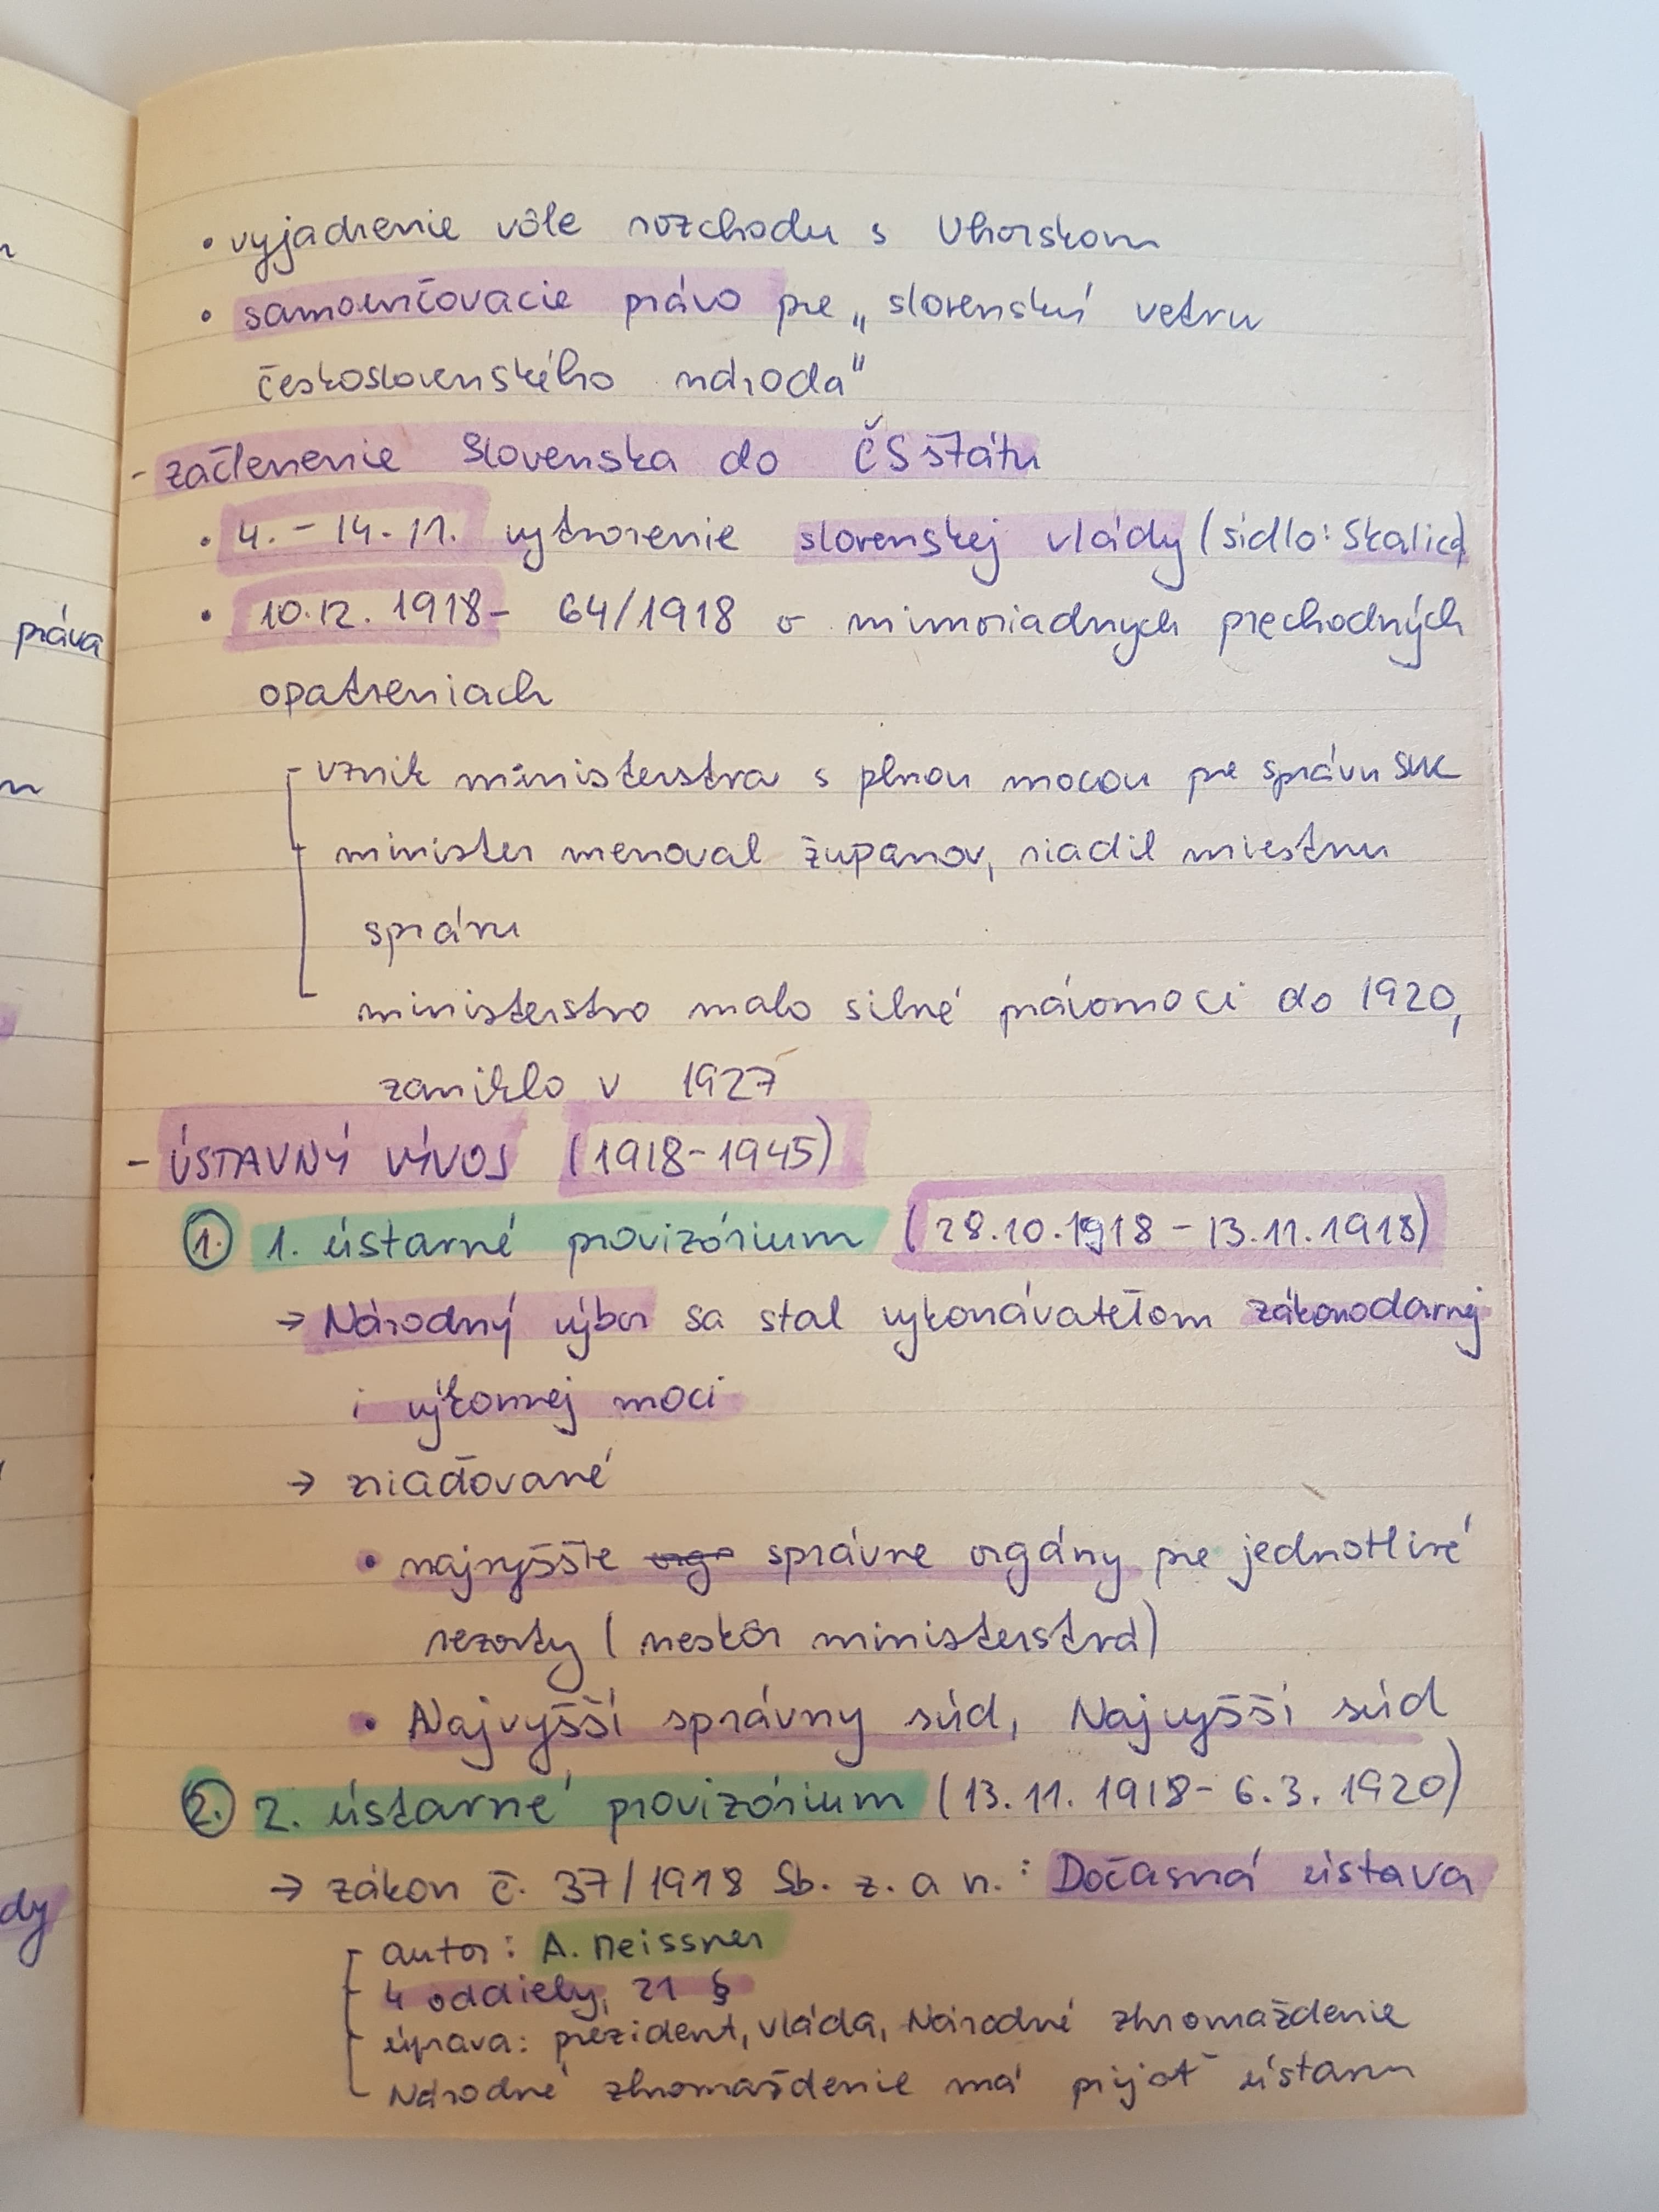 • vyjadrenie vôle rozchodu s Uhorskom
• samourčovacie právo pre „slovenskú vetvu
československého národa"
- začlenenie Slovenska do ČSštátu
• 4. - 14. 11. vytvorenie slovenskej vlády (sídlo: Skalica)
• 10.12. 1918 - 64/1918 o mimoriadnych prechodných
opatreniach
práva
- vznik ministerstva s plnou mocou pre správu SVK
- minister menoval županov, riadil miestnu
správu
- ministerstvo malo silné právomoci do 1920,
zaniklo v 1927
- ÚSTAVNÝ VÝVOJ (1918-1945)
1. 1. ústavné provizórium (28.10.1918 - 13.11.1918)
→ Národný výbor sa stal vykonávateľom zákonodarnej
i výkonnej moci
→ zriaďované
• najvyššie správne orgány pre jednotlivé
rezorty (neskôr ministerstvá)
• Najvyšší správny súd, Najvyšší súd
2. 2. ústavné provizórium (13.11. 1918 - 6.3. 1920)
→ zákon č. 37/1918 Sb. z. a n.: Dočasná ústava
dy
- autor: A. Meissner
- 4 oddiely, 21 §
- úprava: prezident, vláda, Národné zhromaždenie
- Národné zhromaždenie má prijať ústavu